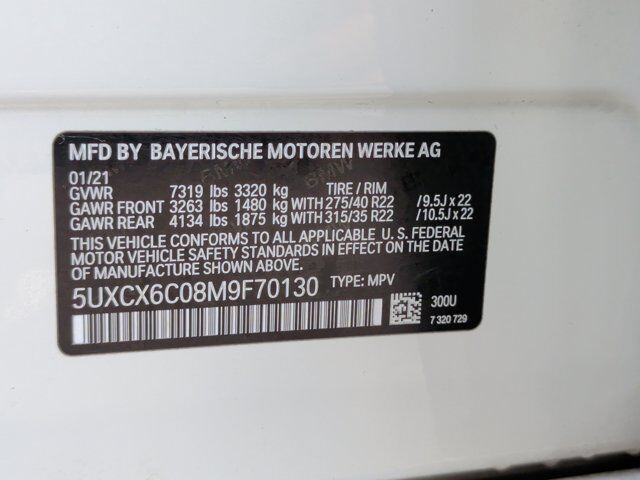 MFD BY BAYERISCHE MOTOREN WERKE AG
01/21
GVWR 7319 lbs 3320 kg TIRE / RIM
GAWR FRONT 3263 lbs 1480 kg WITH 275/40 R22 /9.5J x 22
GAWR REAR 4134 lbs 1875 kg WITH 315/35 R22 /10.5J x 22
THIS VEHICLE CONFORMS TO ALL APPLICABLE U. S. FEDERAL
MOTOR VEHICLE SAFETY STANDARDS IN EFFECT ON THE DATE
OF MANUFACTURE SHOWN ABOVE.
5UXCX6C08M9F70130 TYPE: MPV
300U
7 320 729